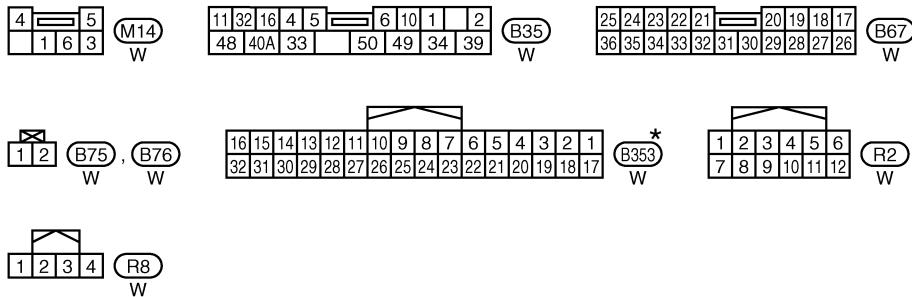 4 5 11 32 16 4 5 6 10 1 2 25 24 23 22 21 20 19 18 17
1 6 3 M14 48 40A 33 50 49 34 39 B35 36 35 34 33 32 31 30 29 28 27 26 B67
W W W
16 15 14 13 12 11 10 9 8 7 6 5 4 3 2 1 * 1 2 3 4 5 6
1 2 B75 , B76 32 31 30 29 28 27 26 25 24 23 22 21 20 19 18 17 B353 7 8 9 10 11 12 R2
W W W W
1 2 3 4 R8
W